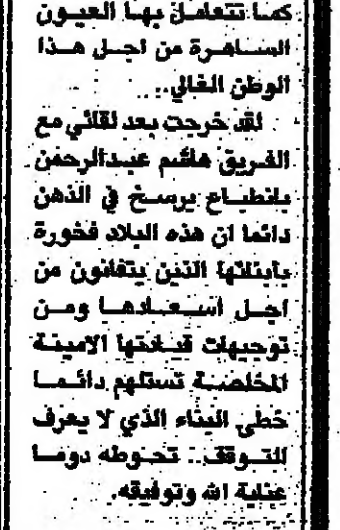 كما تتعامل بها العيون
الساهرة من اجل هذا
الوطن الغالي..
لقد خرجت بعد لقائي مع
الفريق هاشم عبدالرحمن
بانطباع يرسخ في الذهن
دائما ان هذه البلاد فخورة
بأبنائها الذين يتفانون من
اجل اسعادها ومن
توجيهات قيادتها الامينة
المخلصة تستلهم دائما
خطى البناء الذي لا يعرف
التوقف.. تحوطه دوما
عناية الله وتوفيقه.